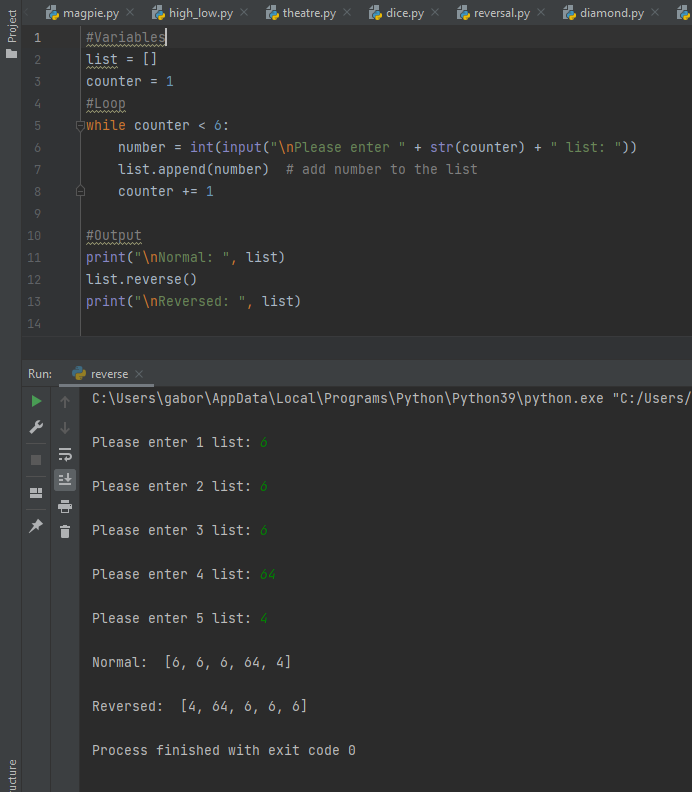 Project
magpie.py
high_low.py
theatre.py
dice.py
reversal.py
diamond.py
1 #Variables
2 list = []
3 counter = 1
4 #Loop
5 while counter < 6:
6 number = int(input("\nPlease enter " + str(counter) + " list: "))
7 list.append(number)  # add number to the list
8 counter += 1
9
10 #Output
11 print("\nNormal: ", list)
12 list.reverse()
13 print("\nReversed: ", list)
14
Run: reverse
C:\Users\gabor\AppData\Local\Programs\Python\Python39\python.exe "C:/Users/
Please enter 1 list: 6
Please enter 2 list: 6
Please enter 3 list: 6
Please enter 4 list: 64
Please enter 5 list: 4
Normal:  [6, 6, 6, 64, 4]
Reversed:  [4, 64, 6, 6, 6]
Process finished with exit code 0
ucture